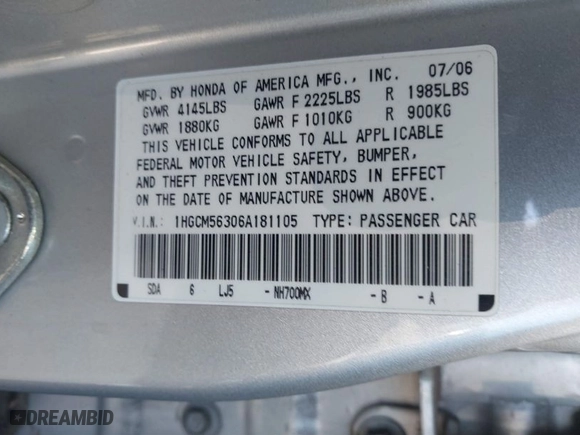 MFD. BY HONDA OF AMERICA MFG., INC. 07/06
GVWR 4145LBS GAWR F 2225LBS R 1985LBS
GVWR 1880KG GAWR F 1010KG R 900KG
THIS VEHICLE CONFORMS TO ALL APPLICABLE
FEDERAL MOTOR VEHICLE SAFETY, BUMPER,
AND THEFT PREVENTION STANDARDS IN EFFECT
ON THE DATE OF MANUFACTURE SHOWN ABOVE.
V.I.N.: 1HGCM56306A181105 TYPE: PASSENGER CAR
SDA 6 LJ5 -NH700MX -B -A
DREAMBID